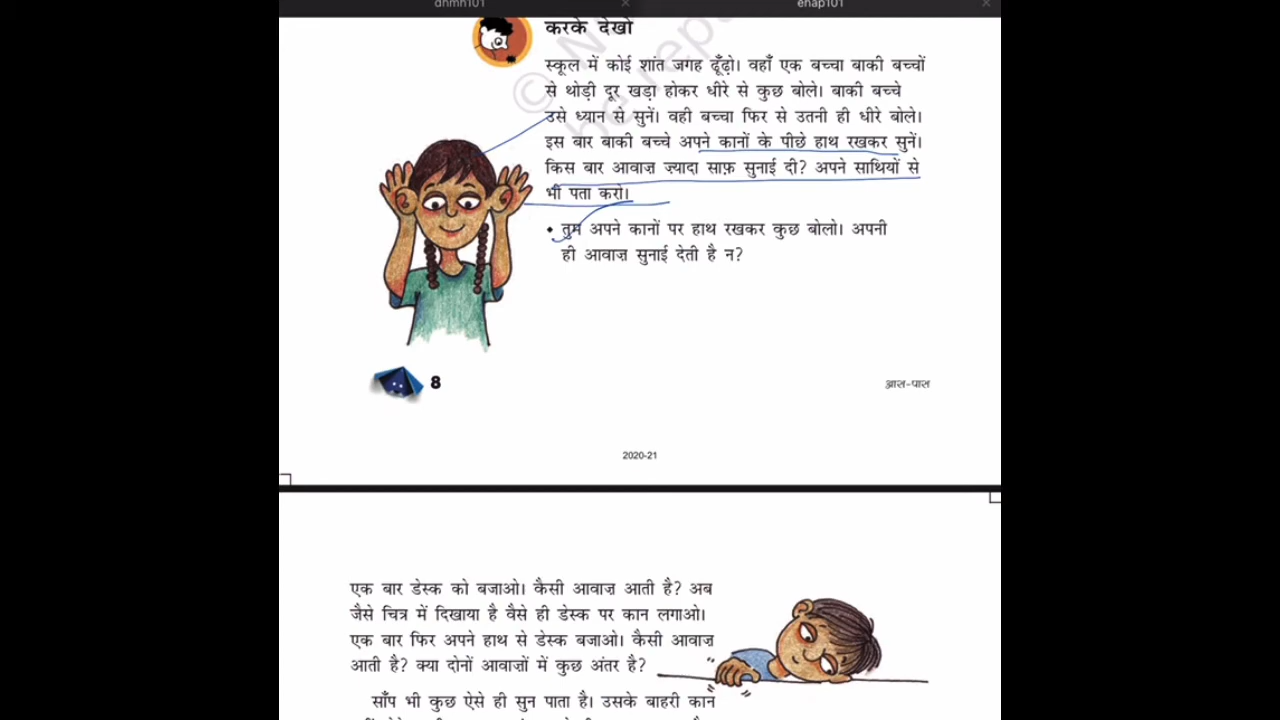 dhmh101
ehap101
करके देखो
स्कूल में कोई शांत जगह ढूँढ़ो। वहाँ एक बच्चा बाकी बच्चों
से थोड़ी दूर खड़ा होकर धीरे से कुछ बोले। बाकी बच्चे
उसे ध्यान से सुनें। वही बच्चा फिर से उतनी ही धीरे बोले।
इस बार बाकी बच्चे अपने कानों के पीछे हाथ रखकर सुनें।
किस बार आवाज़ ज़्यादा साफ़ सुनाई दी? अपने साथियों से
भी पता करो।
• तुम अपने कानों पर हाथ रखकर कुछ बोलो। अपनी
ही आवाज़ सुनाई देती है न?
8
आस-पास
2020-21
एक बार डेस्क को बजाओ। कैसी आवाज़ आती है? अब
जैसे चित्र में दिखाया है वैसे ही डेस्क पर कान लगाओ।
एक बार फिर अपने हाथ से डेस्क बजाओ। कैसी आवाज़
आती है? क्या दोनों आवाज़ों में कुछ अंतर है?
साँप भी कुछ ऐसे ही सुन पाता है। उसके बाहरी कान